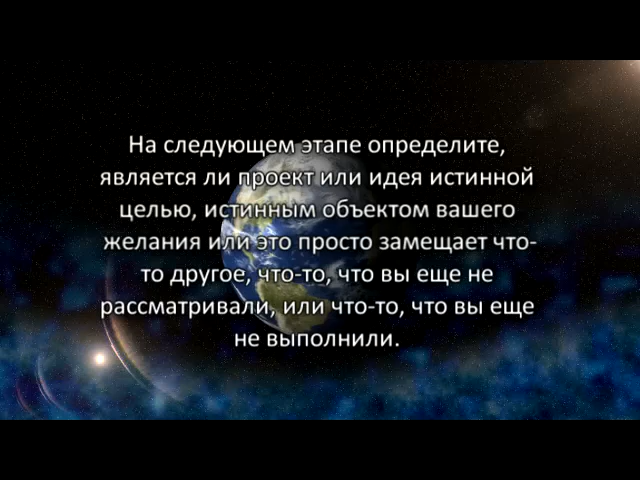 На следующем этапе определите,
является ли проект или идея истинной
целью, истинным объектом вашего
желания или это просто замещает что-
то другое, что-то, что вы еще не
рассматривали, или что-то, что вы еще
не выполнили.